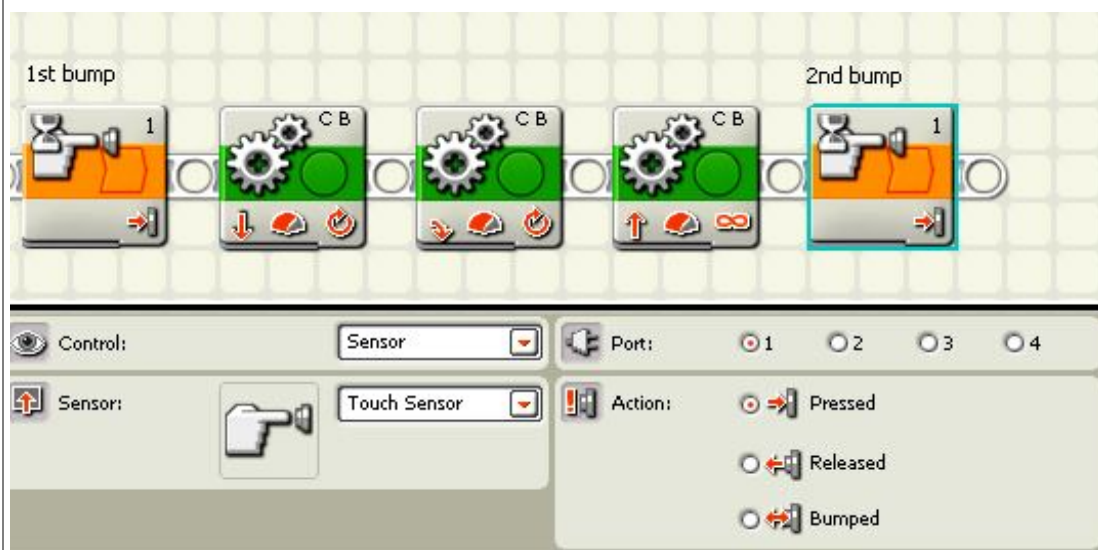 1st bump
2nd bump
1
C B
C B
C B
1
Control:
Sensor
Port:
1
2
3
4
Sensor:
Touch Sensor
Action:
Pressed
Released
Bumped